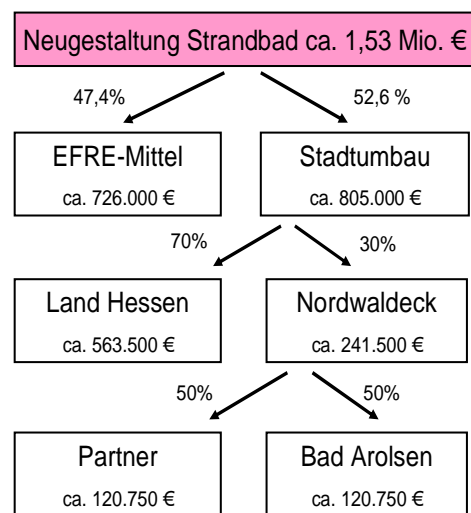 Neugestaltung Strandbad ca. 1,53 Mio. €
47,4%
52,6 %
EFRE-Mittel
ca. 726.000 €
Stadtumbau
ca. 805.000 €
70%
30%
Land Hessen
ca. 563.500 €
Nordwaldeck
ca. 241.500 €
50%
50%
Partner
ca. 120.750 €
Bad Arolsen
ca. 120.750 €